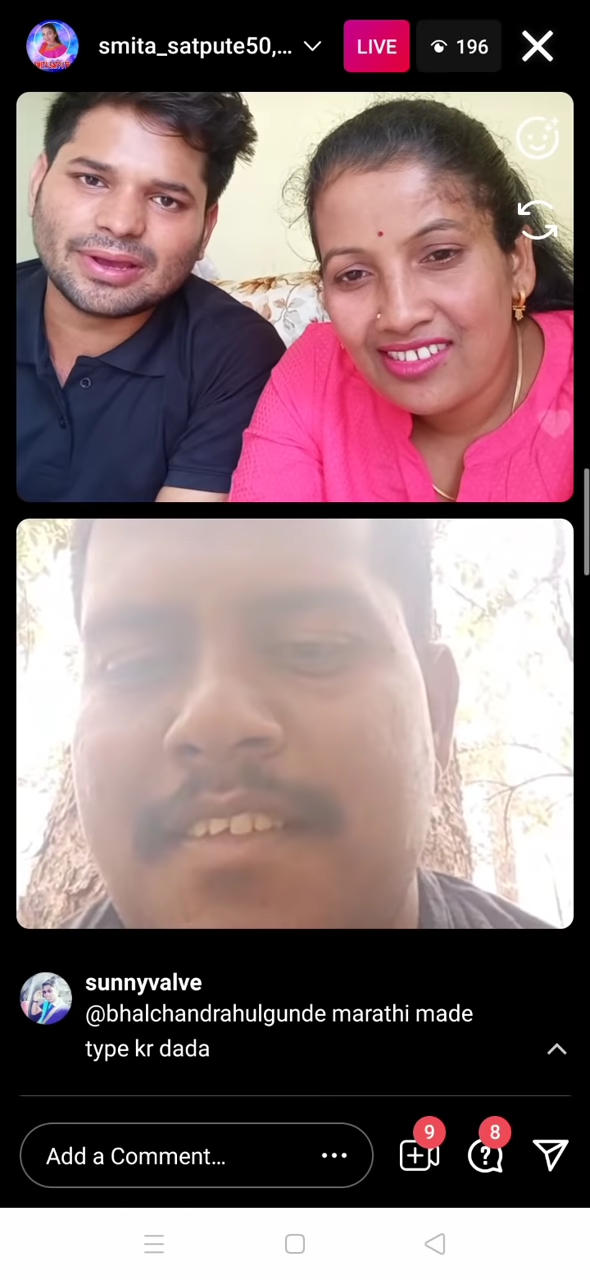 smita_satpute50,...
LIVE
196
sunnyvalve
@bhalchandrahulgunde marathi made
type kr dada
Add a Comment...
9
8